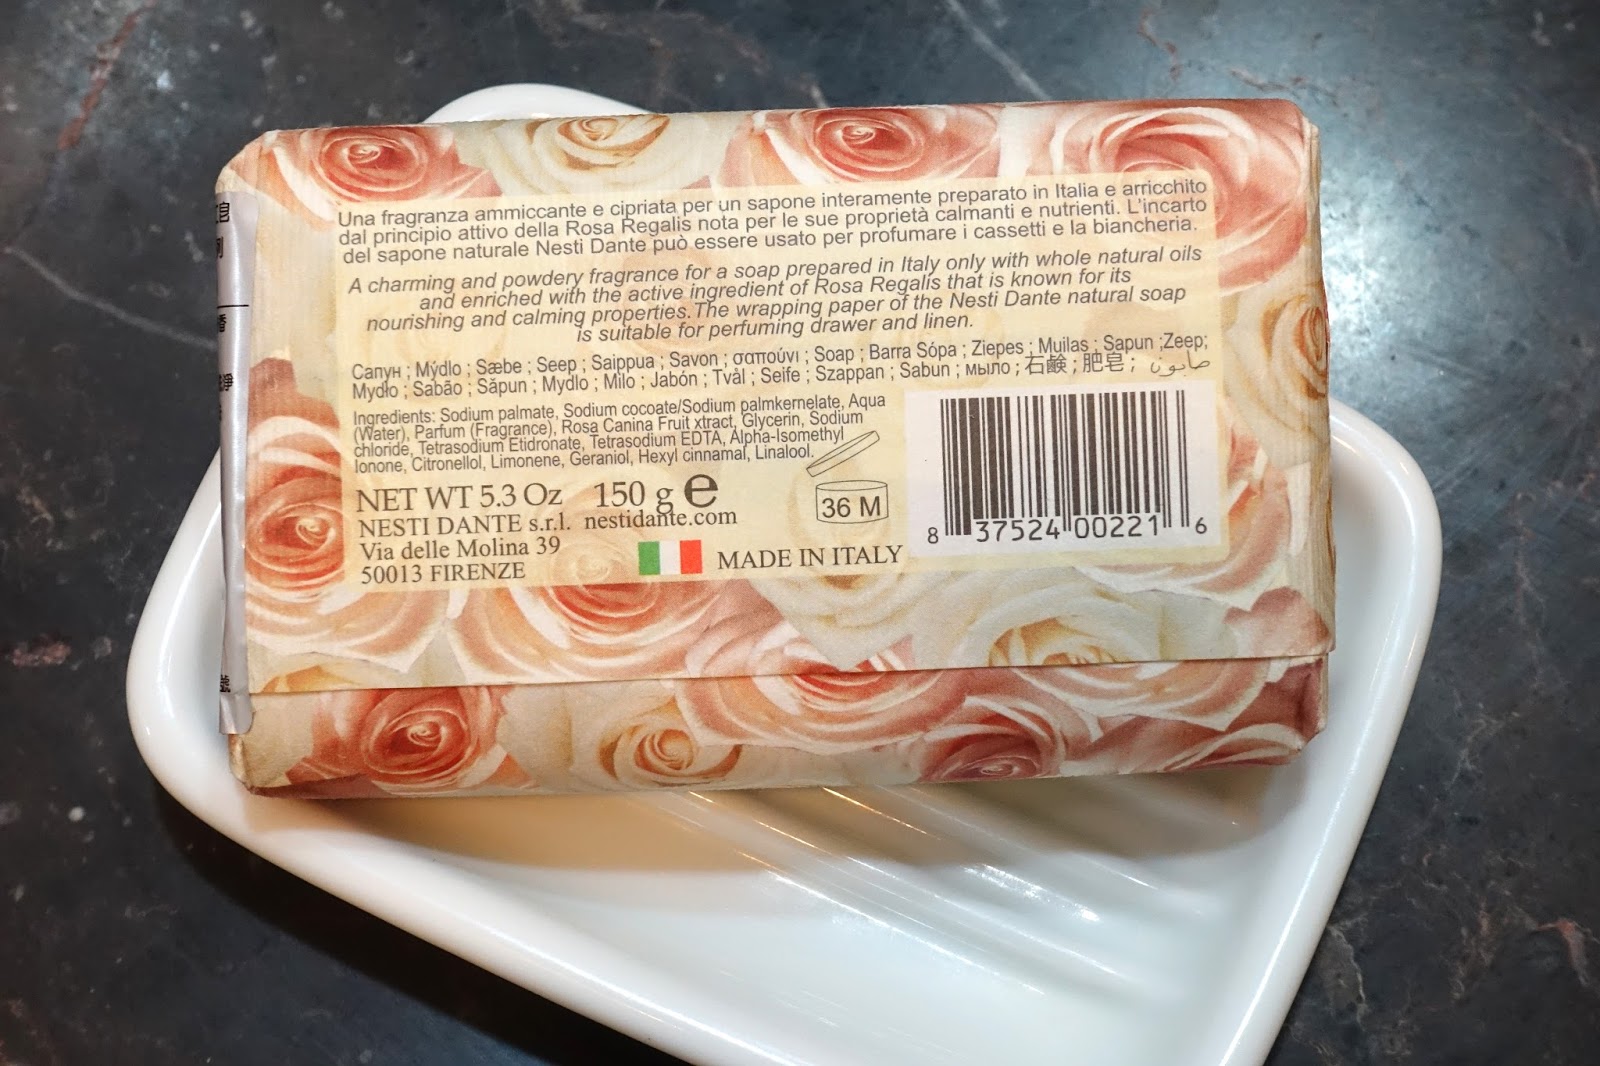 Una fragranza ammiccante e cipriata per un sapone interamente preparato in Italia e arricchito
dal principio attivo della Rosa Regalis nota per le sue proprietà calmanti e nutrienti. L'incarto
del sapone naturale Nesti Dante può essere usato per profumare i cassetti e la biancheria.
A charming and powdery fragrance for a soap prepared in Italy only with whole natural oils
and enriched with the active ingredient of Rosa Regalis that is known for its
nourishing and calming properties. The wrapping paper of the Nesti Dante natural soap
is suitable for perfuming drawer and linen.
Сапун ; Mýdlo ; Sæbe ; Seep ; Saippua ; Savon ; σαπούνι ; Soap ; Barra Sópa ; Ziepes ; Muilas ; Sapun ;Zeep;
Mydło ; Sabão ; Săpun ; Mydlo ; Milo ; Jabón ; Tvål ; Seife ; Szappan ; Sabun ; мыло ; 石鹸 ; 肥皂 ; صابون
Ingredients: Sodium palmate, Sodium cocoate/Sodium palmkernelate, Aqua
(Water), Parfum (Fragrance), Rosa Canina Fruit xtract, Glycerin, Sodium
chloride, Tetrasodium Etidronate, Tetrasodium EDTA, Alpha-Isomethyl
Ionone, Citronellol, Limonene, Geraniol, Hexyl cinnamal, Linalool.
NET WT 5.3 Oz 150 g e
NESTI DANTE s.r.l. nestidante.com
Via delle Molina 39
50013 FIRENZE
MADE IN ITALY
36 M
8 37524 00221 6